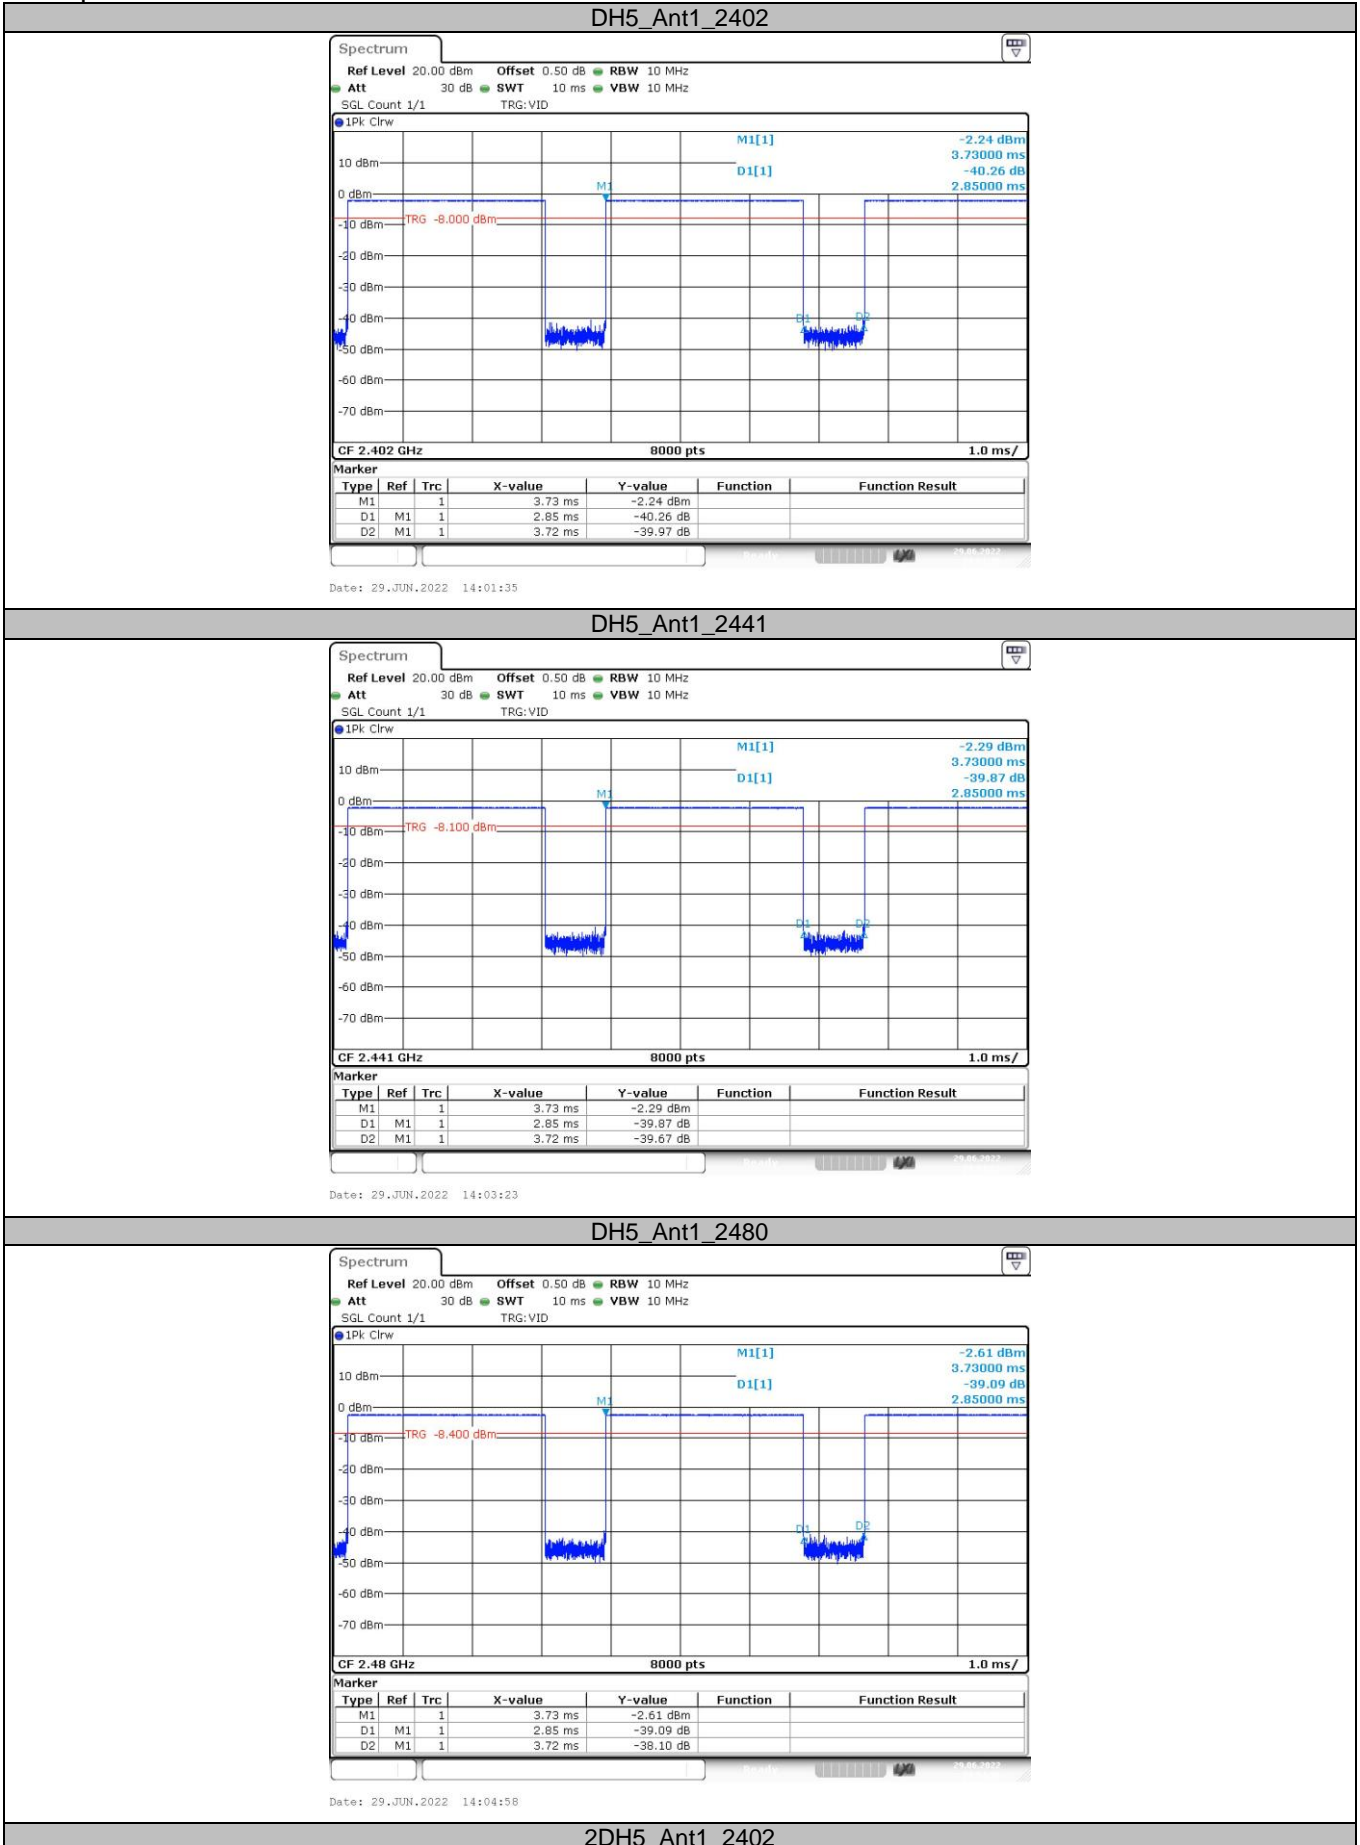 DH5_Ant1_2402
Spectrum
Ref Level 20.00 dBm Offset 0.50 dB RBW 10 MHz
Att 30 dB SWT 10 ms VBW 10 MHz
SGL Count 1/1 TRG:VID
1Pk Clrw
M1[1] -2.24 dBm
3.73000 ms
10 dBm
D1[1] -40.26 dB
2.85000 ms
M1
0 dBm
TRG -8.000 dBm
-10 dBm
-20 dBm
-30 dBm
-40 dBm
D1 D2
-50 dBm
-60 dBm
-70 dBm
CF 2.402 GHz 8000 pts 1.0 ms/
Marker
Type Ref Trc X-value Y-value Function Function Result
M1 1 3.73 ms -2.24 dBm
D1 M1 1 2.85 ms -40.26 dB
D2 M1 1 3.72 ms -39.97 dB
Ready 29.06.2022
Date: 29.JUN.2022 14:01:35
DH5_Ant1_2441
Spectrum
Ref Level 20.00 dBm Offset 0.50 dB RBW 10 MHz
Att 30 dB SWT 10 ms VBW 10 MHz
SGL Count 1/1 TRG:VID
1Pk Clrw
M1[1] -2.29 dBm
3.73000 ms
10 dBm
D1[1] -39.87 dB
2.85000 ms
M1
0 dBm
TRG -8.100 dBm
-10 dBm
-20 dBm
-30 dBm
-40 dBm
D1 D2
-50 dBm
-60 dBm
-70 dBm
CF 2.441 GHz 8000 pts 1.0 ms/
Marker
Type Ref Trc X-value Y-value Function Function Result
M1 1 3.73 ms -2.29 dBm
D1 M1 1 2.85 ms -39.87 dB
D2 M1 1 3.72 ms -39.67 dB
Ready 29.06.2022
Date: 29.JUN.2022 14:03:23
DH5_Ant1_2480
Spectrum
Ref Level 20.00 dBm Offset 0.50 dB RBW 10 MHz
Att 30 dB SWT 10 ms VBW 10 MHz
SGL Count 1/1 TRG:VID
1Pk Clrw
M1[1] -2.61 dBm
3.73000 ms
10 dBm
D1[1] -39.09 dB
2.85000 ms
M1
0 dBm
TRG -8.400 dBm
-10 dBm
-20 dBm
-30 dBm
-40 dBm
D1 D2
-50 dBm
-60 dBm
-70 dBm
CF 2.48 GHz 8000 pts 1.0 ms/
Marker
Type Ref Trc X-value Y-value Function Function Result
M1 1 3.73 ms -2.61 dBm
D1 M1 1 2.85 ms -39.09 dB
D2 M1 1 3.72 ms -38.10 dB
Ready 29.06.2022
Date: 29.JUN.2022 14:04:58
2DH5_Ant1_2402